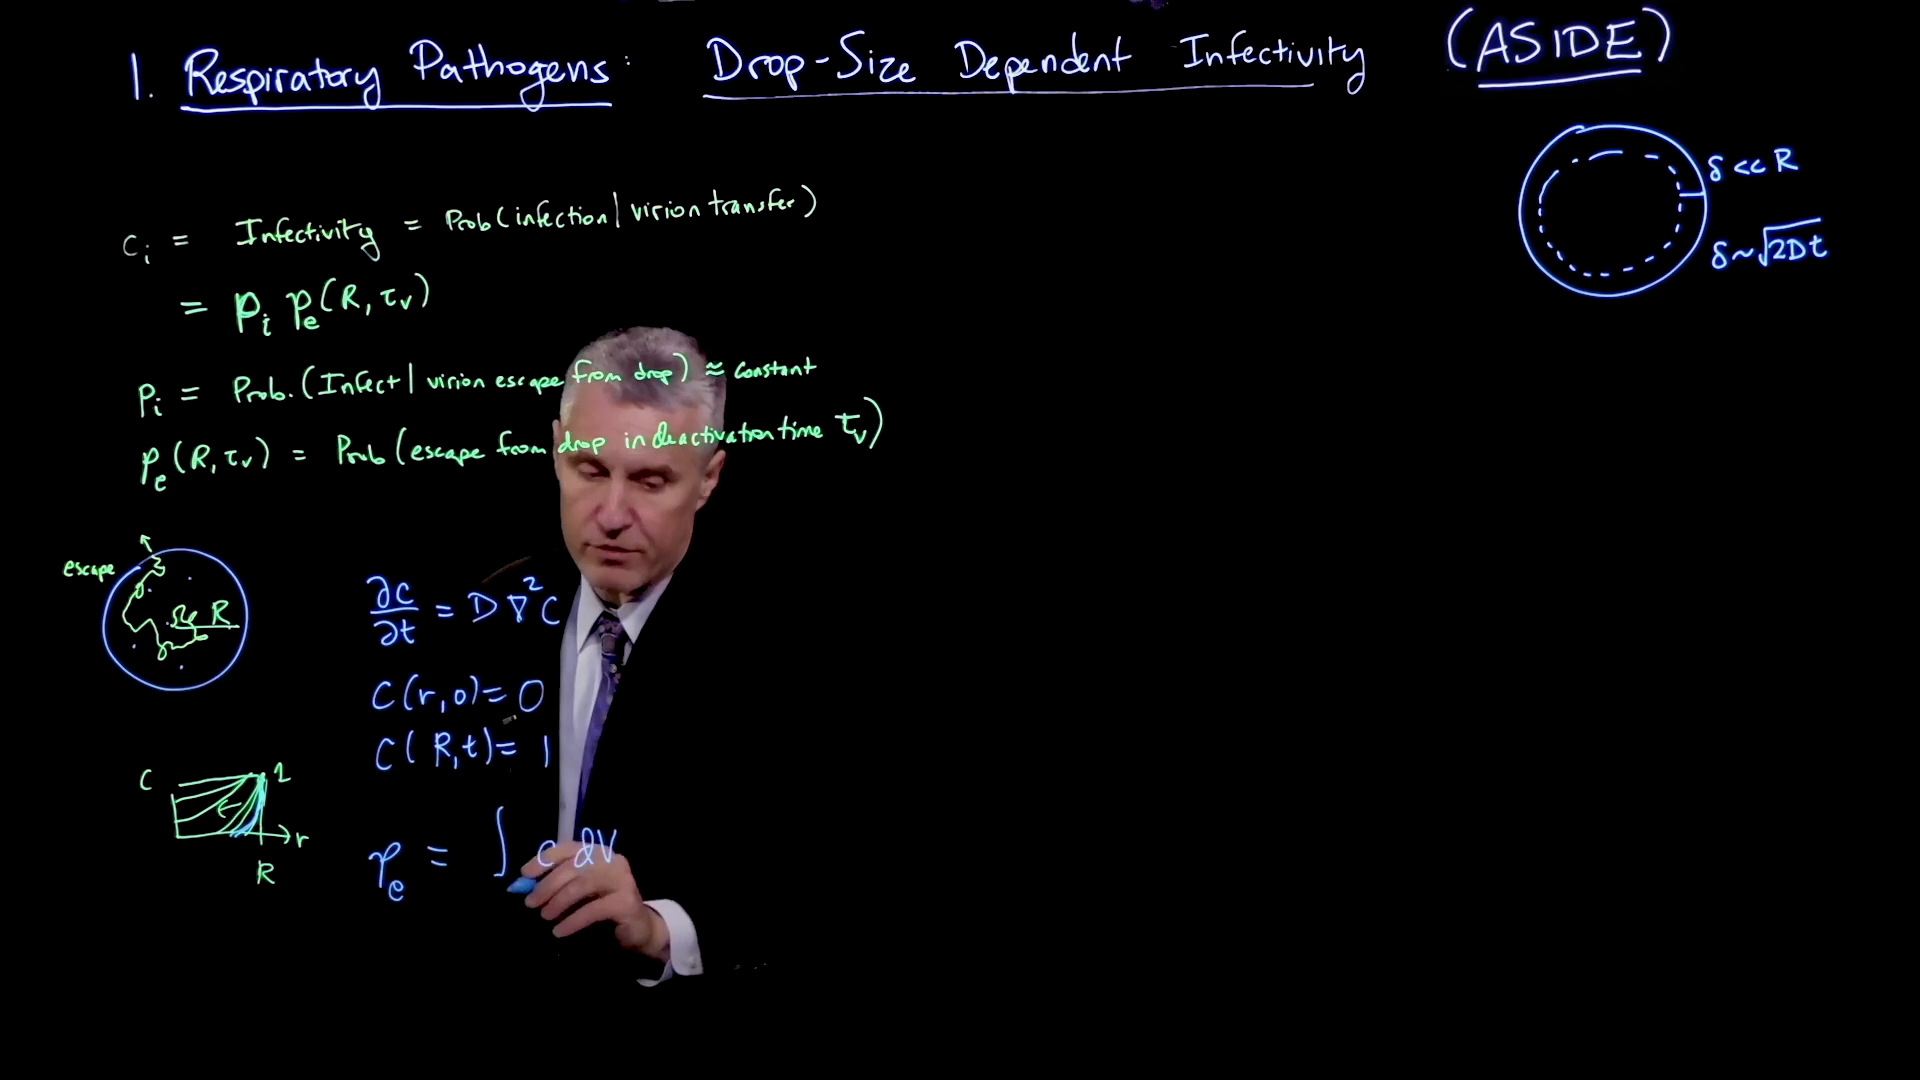 1. Respiratory Pathogens: Drop-Size Dependent Infectivity (ASIDE)
δ << R
δ ~ √2Dt
Ci = Infectivity = Prob(infection | virion transfer)
= Pi Pe(R, τv)
Pi = Prob. (Infect | virion escape from drop) ≈ constant
Pe(R, τv) = Prob (escape from drop in deactivation time τv)
escape
R
∂C/∂t = D∇²C
C(r,0) = 0
C(R,t) = 1
C
1
r
R
Pe = ∫ c dV